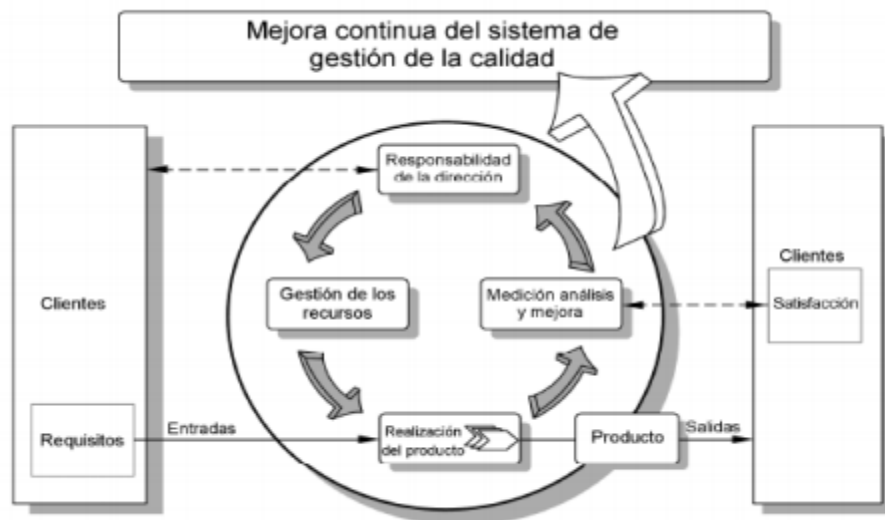 Mejora continua del sistema de
gestión de la calidad
Responsabilidad
de la dirección
Clientes
Gestión de los
recursos
Medición análisis
y mejora
Clientes
Satisfacción
Requisitos
Entradas
Realización
del producto
Producto
Salidas